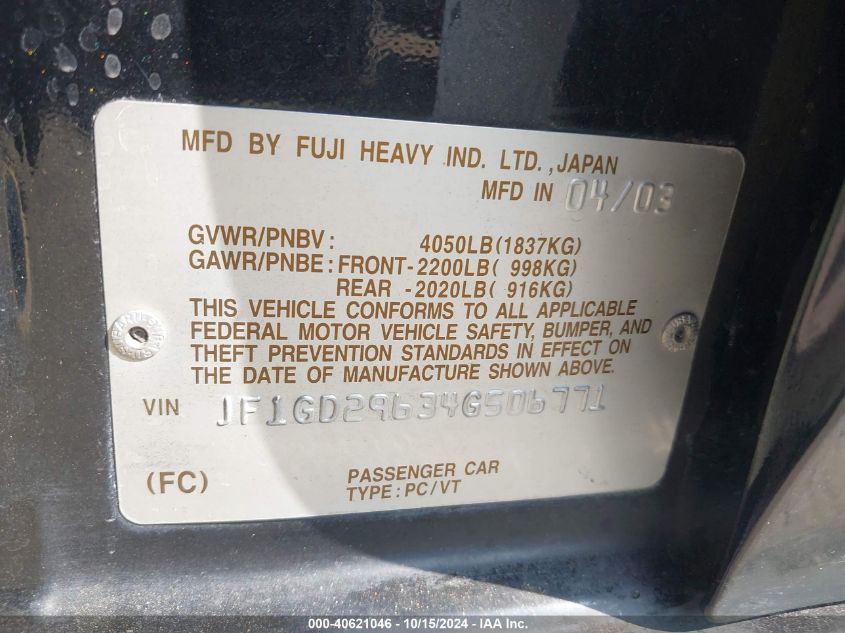 MFD BY FUJI HEAVY IND. LTD., JAPAN
MFD IN 04/03
GVWR/PNBV: 4050LB(1837KG)
GAWR/PNBE: FRONT-2200LB( 998KG)
REAR -2020LB( 916KG)
THIS VEHICLE CONFORMS TO ALL APPLICABLE
FEDERAL MOTOR VEHICLE SAFETY, BUMPER, AND
THEFT PREVENTION STANDARDS IN EFFECT ON
THE DATE OF MANUFACTURE SHOWN ABOVE.
VIN JF1GD29634G506771
(FC) PASSENGER CAR
TYPE: PC/VT
000-40621046 - 10/15/2024 - IAA Inc.